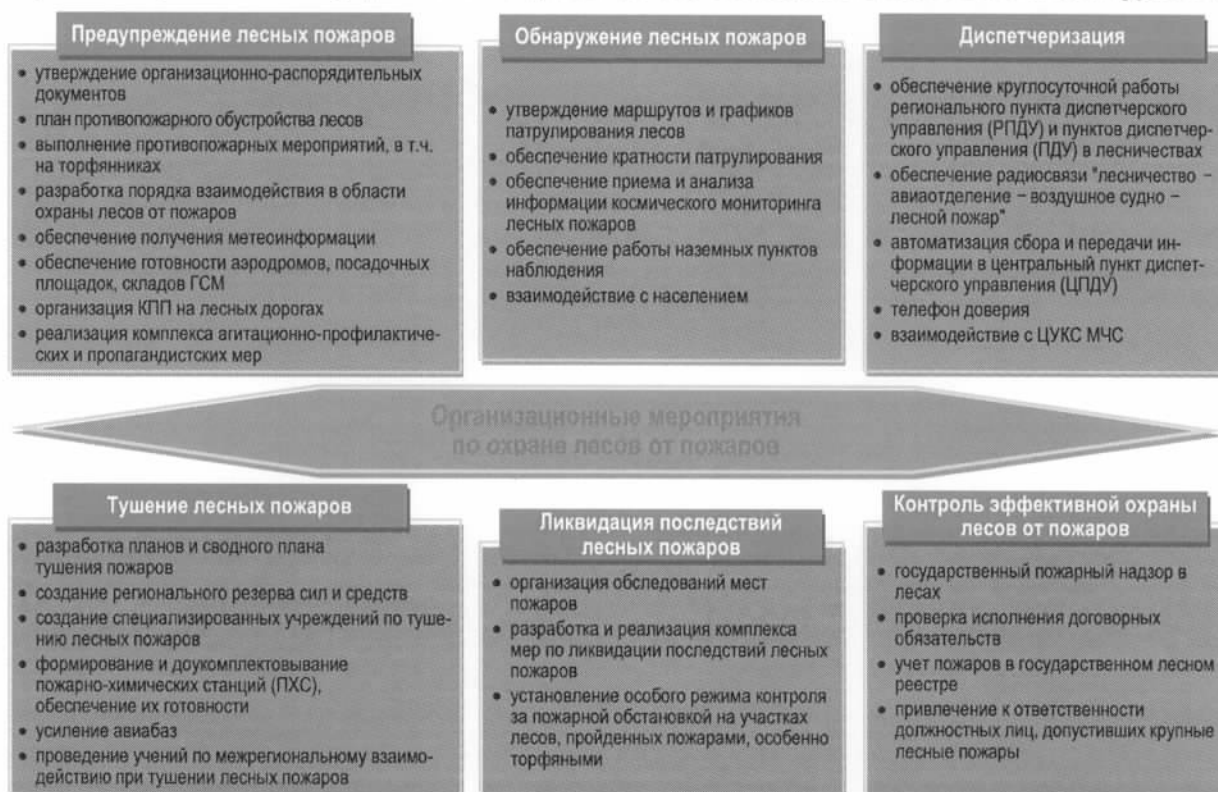 Предупреждение лесных пожаров
• утверждение организационно-распорядительных
документов
• план противопожарного обустройства лесов
• выполнение противопожарных мероприятий, в т.ч.
на торфянниках
• разработка порядка взаимодействия в области
охраны лесов от пожаров
• обеспечение получения метеоинформации
• обеспечение готовности аэродромов, посадочных
площадок, складов ГСМ
• организация КПП на лесных дорогах
• реализация комплекса агитационно-профилактиче-
ских и пропагандистских мер
Обнаружение лесных пожаров
• утверждение маршрутов и графиков
патрулирования лесов
• обеспечение кратности патрулирования
• обеспечение приема и анализа
информации космического мониторинга
лесных пожаров
• обеспечение работы наземных пунктов
наблюдения
• взаимодействие с населением
Диспетчеризация
• обеспечение круглосуточной работы
регионального пункта диспетчерского
управления (РПДУ) и пунктов диспетчер-
ского управления (ПДУ) в лесничествах
• обеспечение радиосвязи "лесничество –
авиаотделение – воздушное судно –
лесной пожар"
• автоматизация сбора и передачи ин-
формации в центральный пункт диспет-
черского управления (ЦПДУ)
• телефон доверия
• взаимодействие с ЦУКС МЧС
Организационные мероприятия
по охране лесов от пожаров
Тушение лесных пожаров
• разработка планов и сводного плана
тушения пожаров
• создание регионального резерва сил и средств
• создание специализированных учреждений по туше-
нию лесных пожаров
• формирование и доукомплектовывание
пожарно-химических станций (ПХС),
обеспечение их готовности
• усиление авиабаз
• проведение учений по межрегиональному взаимо-
действию при тушении лесных пожаров
Ликвидация последствий
лесных пожаров
• организация обследований мест
пожаров
• разработка и реализация комплекса
мер по ликвидации последствий лесных
пожаров
• установление особого режима контроля
за пожарной обстановкой на участках
лесов, пройденных пожарами, особенно
торфяными
Контроль эффективной охраны
лесов от пожаров
• государственный пожарный надзор в
лесах
• проверка исполнения договорных
обязательств
• учет пожаров в государственном лесном
реестре
• привлечение к ответственности
должностных лиц, допустивших крупные
лесные пожары